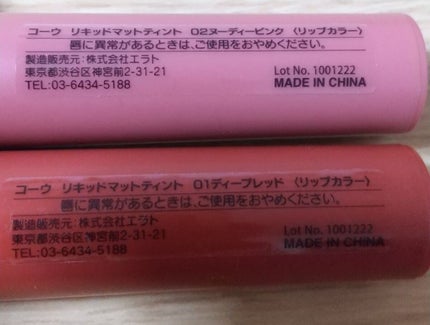 コーウ リキッドマットティント 02ヌーディーピンク 〈リップカラー〉
唇に異常があるときは、ご使用をおやめください。
製造販売元:株式会社エラト
東京都渋谷区神宮前2-31-21
TEL:03-6434-5188
Lot No. 1001222
MADE IN CHINA
コーウ リキッドマットティント 01ディープレッド 〈リップカラー〉
唇に異常があるときは、ご使用をおやめください。
製造販売元:株式会社エラト
東京都渋谷区神宮前2-31-21
TEL:03-6434-5188
Lot No. 1001222
MADE IN CHINA